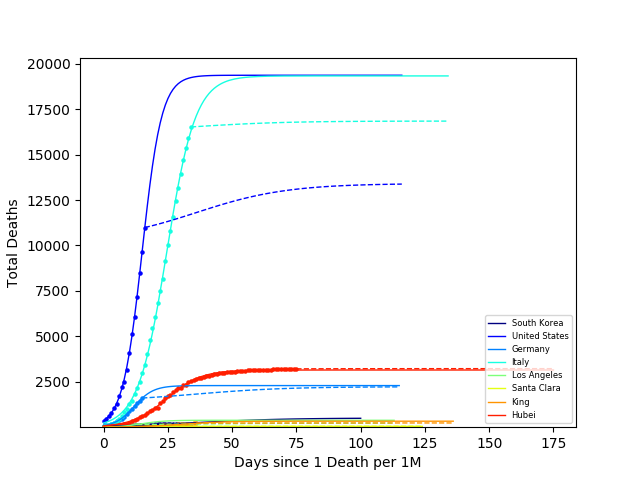 20000
17500
15000
12500
10000
7500
5000
2500
Total Deaths
South Korea
United States
Germany
Italy
Los Angeles
Santa Clara
King
Hubei
0 25 50 75 100 125 150 175
Days since 1 Death per 1M